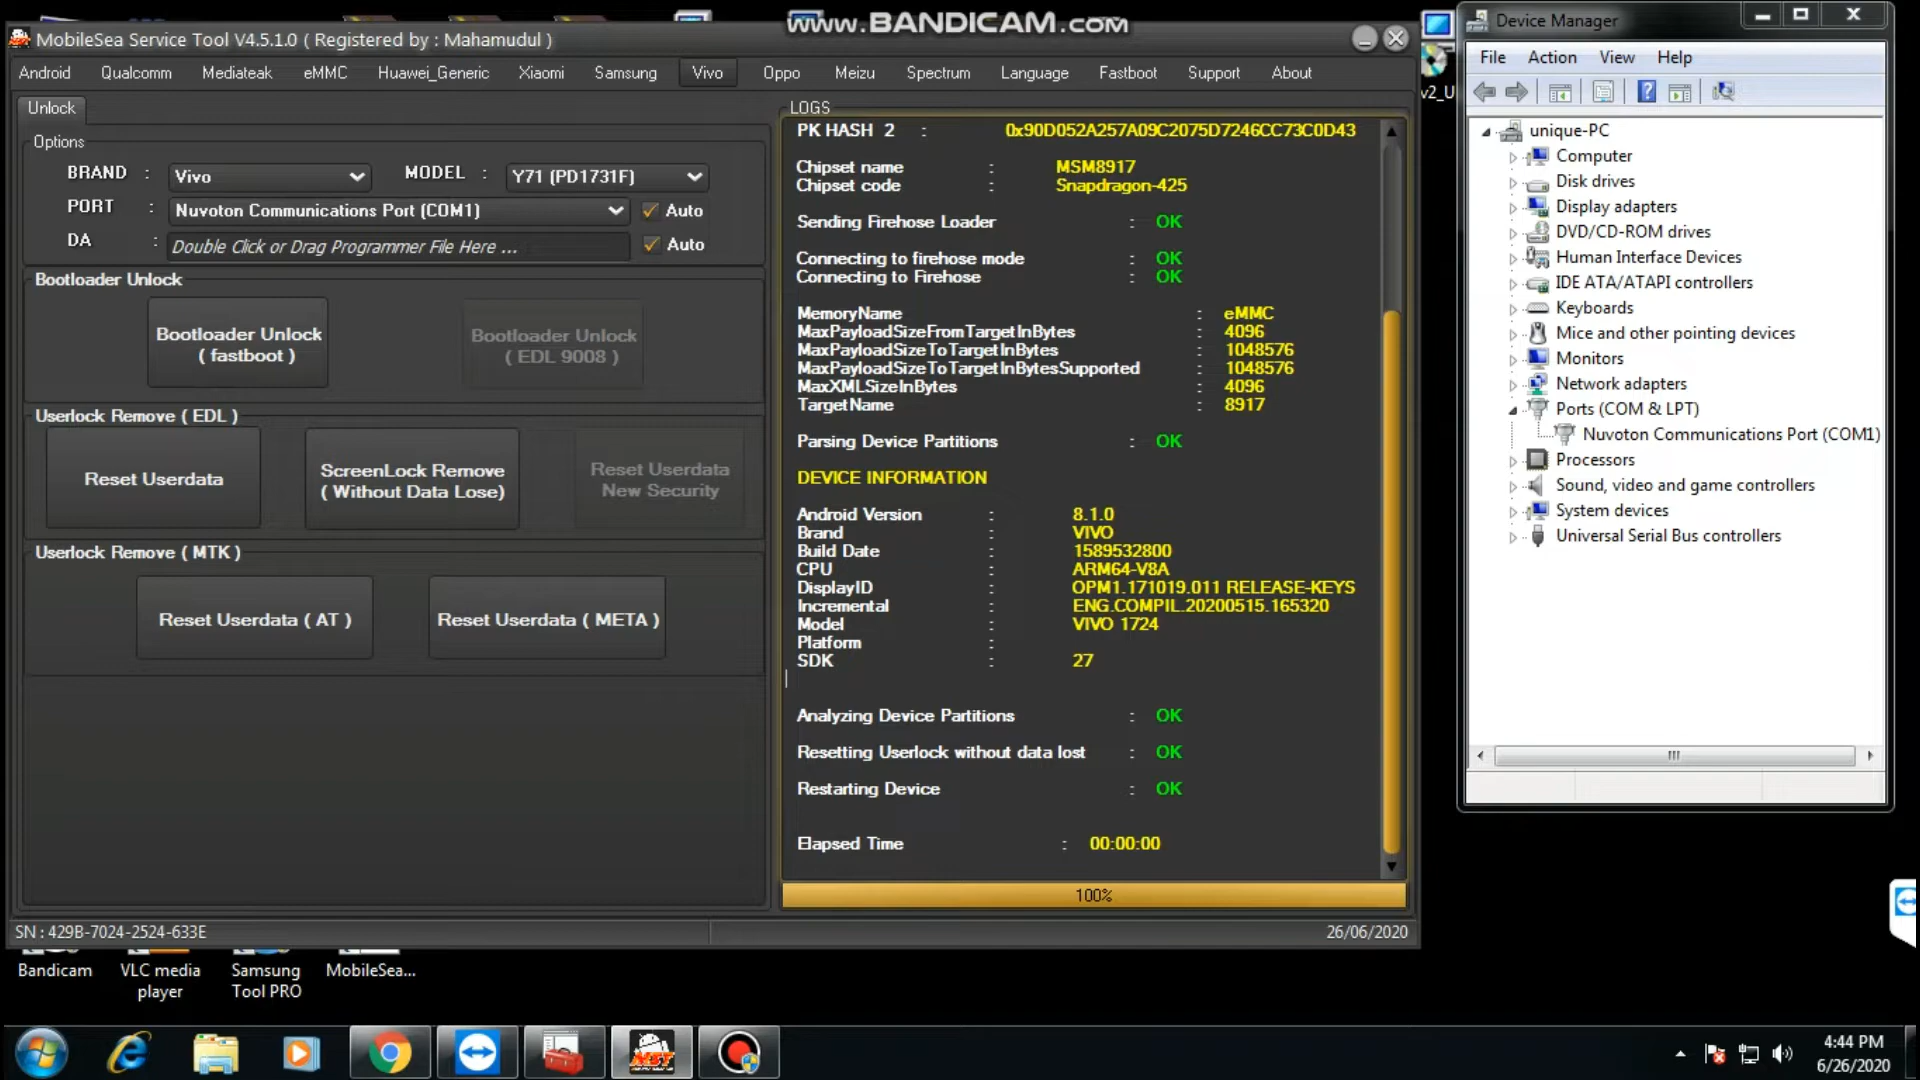 www.BANDICAM.com
MobileSea Service Tool V4.5.1.0 ( Registered by : Mahamudul )
Android Qualcomm Mediateak eMMC Huawei_Generic Xiaomi Samsung Vivo Oppo Meizu Spectrum Language Fastboot Support About
Unlock
Options
BRAND : Vivo MODEL : Y71 (PD1731F)
PORT : Nuvoton Communications Port (COM1) Auto
DA : Double Click or Drag Programmer File Here ... Auto
Bootloader Unlock
Bootloader Unlock
( fastboot )
Bootloader Unlock
( EDL 9008 )
Userlock Remove ( EDL )
Reset Userdata
ScreenLock Remove
( Without Data Lose)
Reset Userdata
New Security
Userlock Remove ( MTK )
Reset Userdata ( AT )
Reset Userdata ( META )
LOGS
PK HASH 2 : 0x90D052A257A09C2075D7246CC73C0D43
Chipset name : MSM8917
Chipset code : Snapdragon-425
Sending Firehose Loader : OK
Connecting to firehose mode : OK
Connecting to Firehose : OK
MemoryName : eMMC
MaxPayloadSizeFromTargetInBytes : 4096
MaxPayloadSizeToTargetInBytes : 1048576
MaxPayloadSizeToTargetInBytesSupported : 1048576
MaxXMLSizeInBytes : 4096
TargetName : 8917
Parsing Device Partitions : OK
DEVICE INFORMATION
Android Version : 8.1.0
Brand : VIVO
Build Date : 1589532800
CPU : ARM64-V8A
DisplayID : OPM1.171019.011 RELEASE-KEYS
Incremental : ENG.COMPIL.20200515.165320
Model : VIVO 1724
Platform :
SDK : 27
Analyzing Device Partitions : OK
Resetting Userlock without data lost : OK
Restarting Device : OK
Elapsed Time : 00:00:00
100%
SN : 429B-7024-2524-633E
26/06/2020
v2_U
Device Manager
File Action View Help
unique-PC
Computer
Disk drives
Display adapters
DVD/CD-ROM drives
Human Interface Devices
IDE ATA/ATAPI controllers
Keyboards
Mice and other pointing devices
Monitors
Network adapters
Ports (COM & LPT)
Nuvoton Communications Port (COM1)
Processors
Sound, video and game controllers
System devices
Universal Serial Bus controllers
Bandicam
VLC media
player
Samsung
Tool PRO
MobileSea...
MST
4:44 PM
6/26/2020